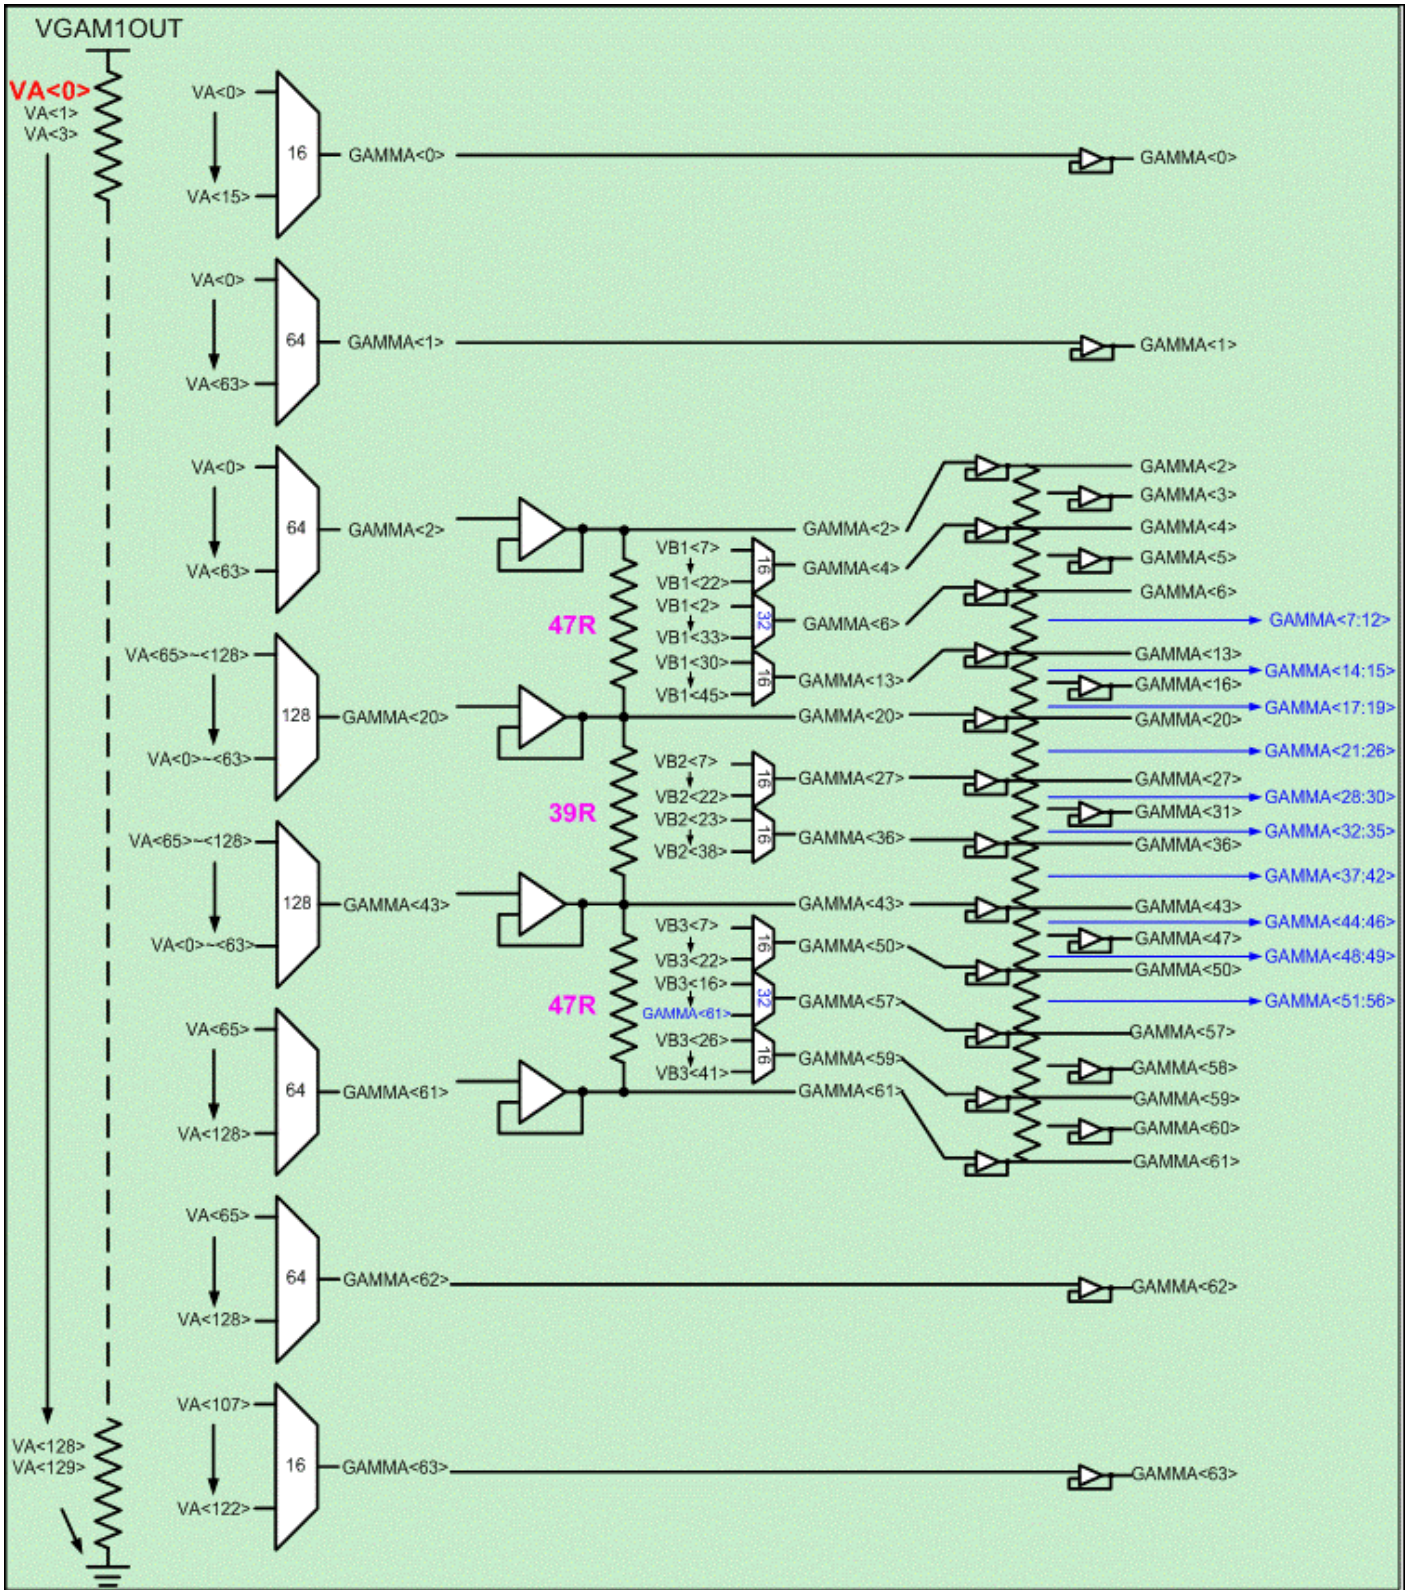 VGAM1OUT
VA<0>
VA<1>
VA<3>
VA<128>
VA<129>
VA<0>
VA<15>
16
GAMMA<0>
GAMMA<0>
VA<0>
VA<63>
64
GAMMA<1>
GAMMA<1>
VA<0>
VA<63>
64
GAMMA<2>
VA<65>~<128>
VA<0>~<63>
128
GAMMA<20>
VA<65>~<128>
VA<0>~<63>
128
GAMMA<43>
VA<65>
VA<128>
64
GAMMA<61>
47R
39R
47R
VB1<7>
VB1<22>
16
VB1<2>
VB1<33>
32
VB1<30>
VB1<45>
16
VB2<7>
VB2<22>
16
VB2<23>
VB2<38>
16
VB3<7>
VB3<22>
16
VB3<16>
GAMMA<61>
32
VB3<26>
VB3<41>
16
GAMMA<2>
GAMMA<4>
GAMMA<6>
GAMMA<13>
GAMMA<20>
GAMMA<27>
GAMMA<36>
GAMMA<43>
GAMMA<50>
GAMMA<57>
GAMMA<59>
GAMMA<61>
GAMMA<2>
GAMMA<3>
GAMMA<4>
GAMMA<5>
GAMMA<6>
GAMMA<7:12>
GAMMA<13>
GAMMA<14:15>
GAMMA<16>
GAMMA<17:19>
GAMMA<20>
GAMMA<21:26>
GAMMA<27>
GAMMA<28:30>
GAMMA<31>
GAMMA<32:35>
GAMMA<36>
GAMMA<37:42>
GAMMA<43>
GAMMA<44:46>
GAMMA<47>
GAMMA<48:49>
GAMMA<50>
GAMMA<51:56>
GAMMA<57>
GAMMA<58>
GAMMA<59>
GAMMA<60>
GAMMA<61>
VA<65>
VA<128>
64
GAMMA<62>
GAMMA<62>
VA<107>
VA<122>
16
GAMMA<63>
GAMMA<63>